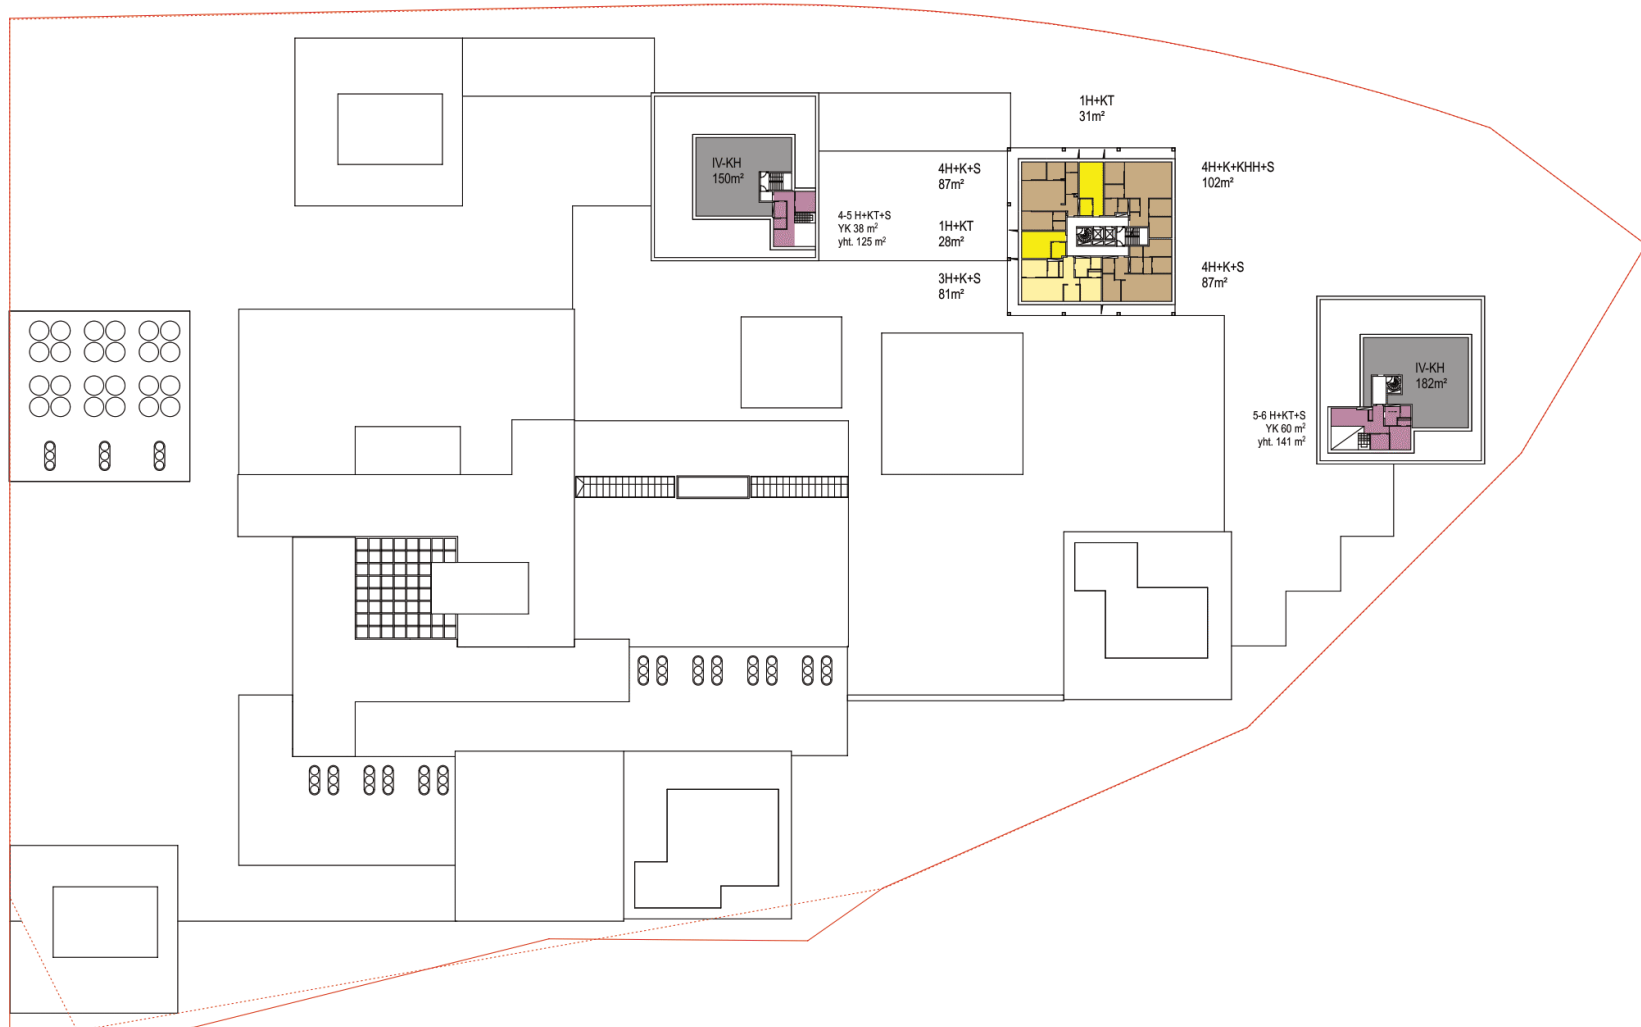 1H+KT
31m²
IV-KH
150m²
4H+K+S
87m²
4H+K+KHH+S
102m²
4-5 H+KT+S
YK 38 m²
yht. 125 m²
1H+KT
28m²
3H+K+S
81m²
4H+K+S
87m²
IV-KH
182m²
5-6 H+KT+S
YK 60 m²
yht. 141 m²